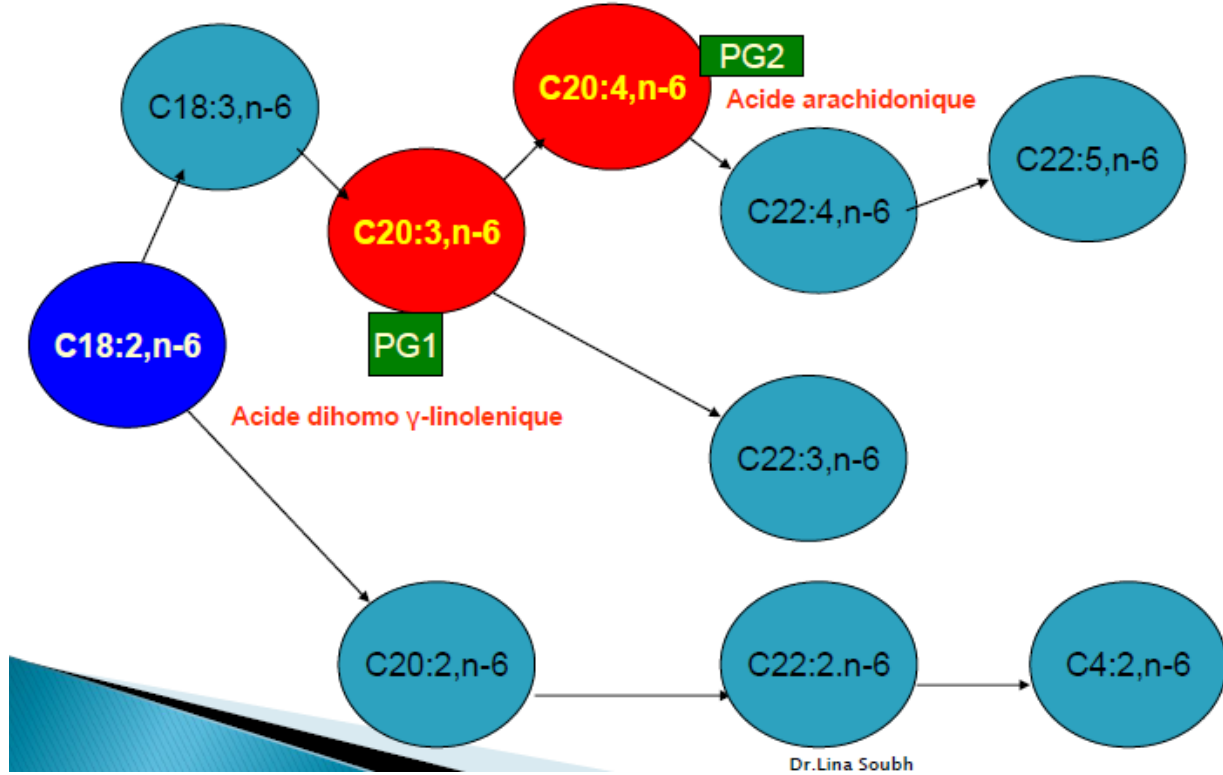 PG2
C20:4,n-6
Acide arachidonique
C18:3,n-6
C22:5,n-6
C22:4,n-6
C20:3,n-6
C18:2,n-6
PG1
Acide dihomo γ-linolenique
C22:3,n-6
C20:2,n-6
C22:2.n-6
C4:2,n-6
Dr.Lina Soubh